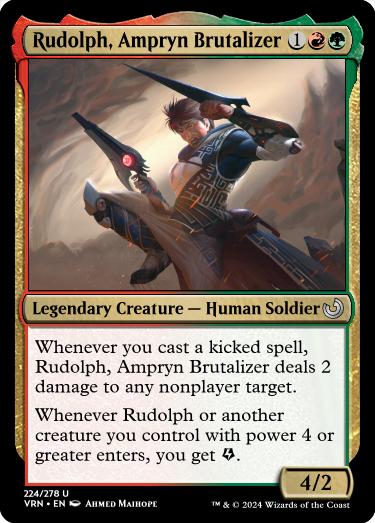 Rudolph, Ampryn Brutalizer 1
Legendary Creature — Human Soldier
Whenever you cast a kicked spell,
Rudolph, Ampryn Brutalizer deals 2
damage to any nonplayer target.
Whenever Rudolph or another
creature you control with power 4 or
greater enters, you get .
4/2
224/278 U
VRN • EN Ahmed Maihope
™ & © 2024 Wizards of the Coast